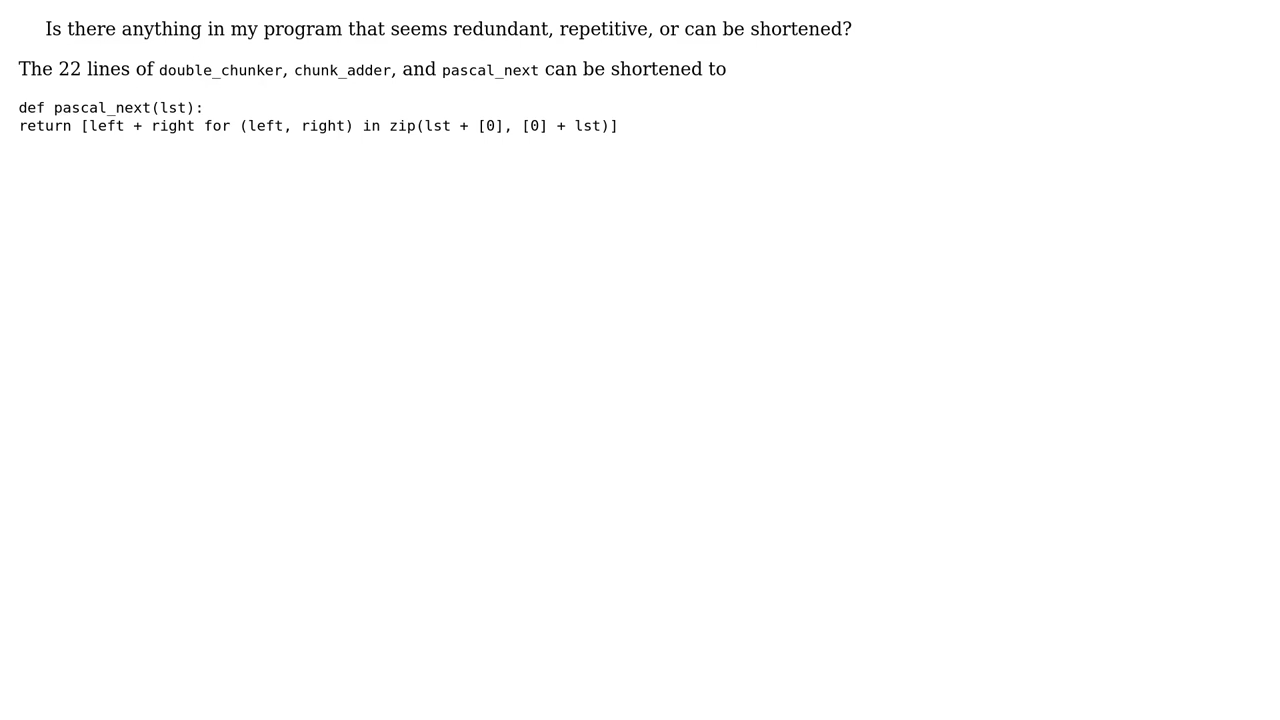 Is there anything in my program that seems redundant, repetitive, or can be shortened?
The 22 lines of double_chunker, chunk_adder, and pascal_next can be shortened to
def pascal_next(lst):
return [left + right for (left, right) in zip(lst + [0], [0] + lst)]